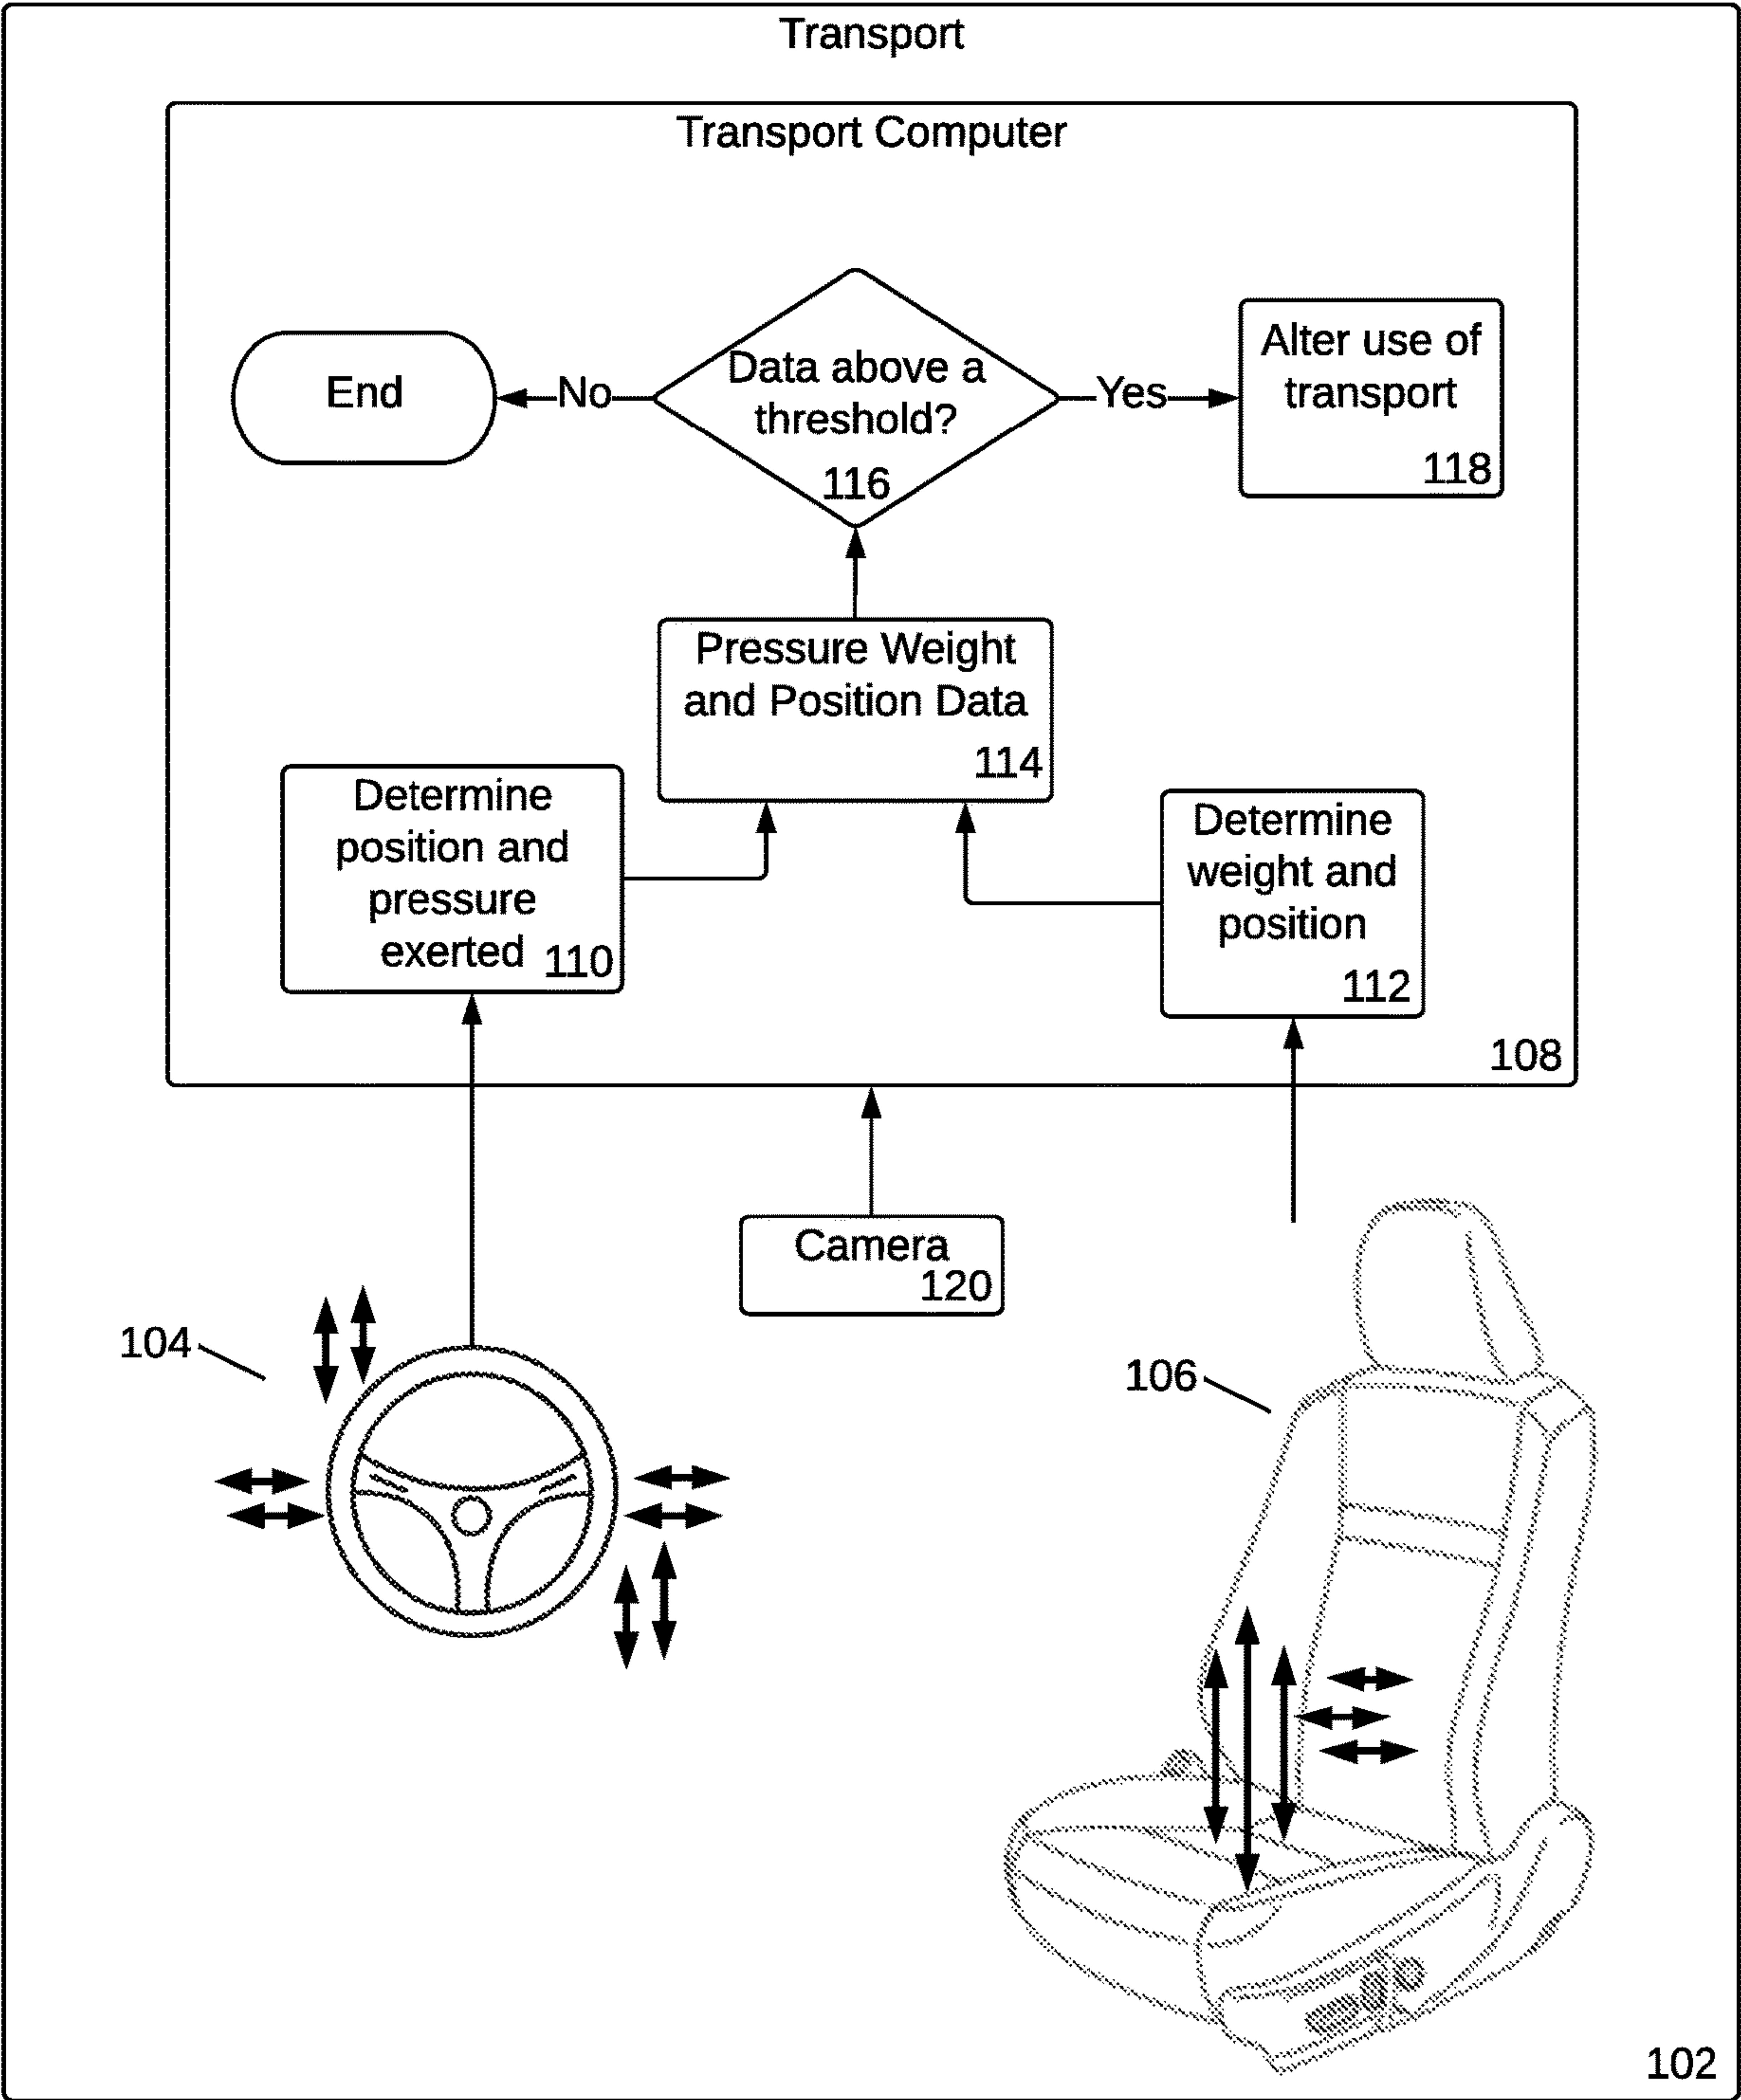 Transport
Transport Computer
End
No
Data above a
threshold?
116
Yes
Alter use of
transport
118
Pressure Weight
and Position Data
114
Determine
position and
pressure
exerted 110
Determine
weight and
position
112
108
Camera
120
104
106
102